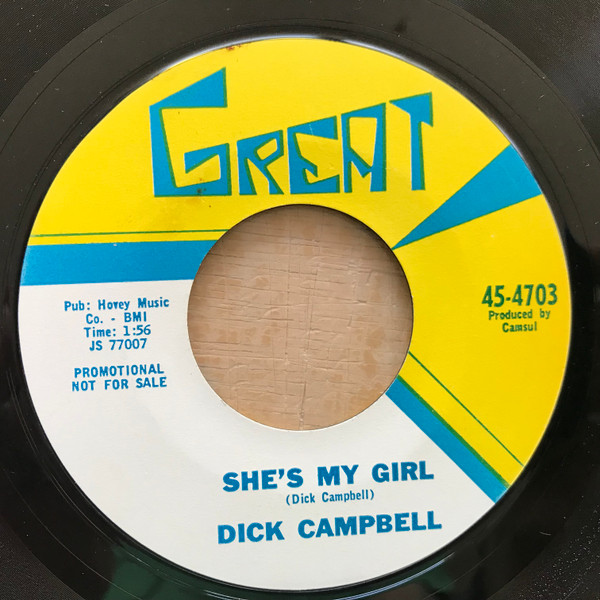 GREAT
Pub: Hovey Music
Co. - BMI
Time: 1:56
JS 77007
PROMOTIONAL
NOT FOR SALE
45-4703
Produced by
Camsul
SHE'S MY GIRL
(Dick Campbell)
DICK CAMPBELL